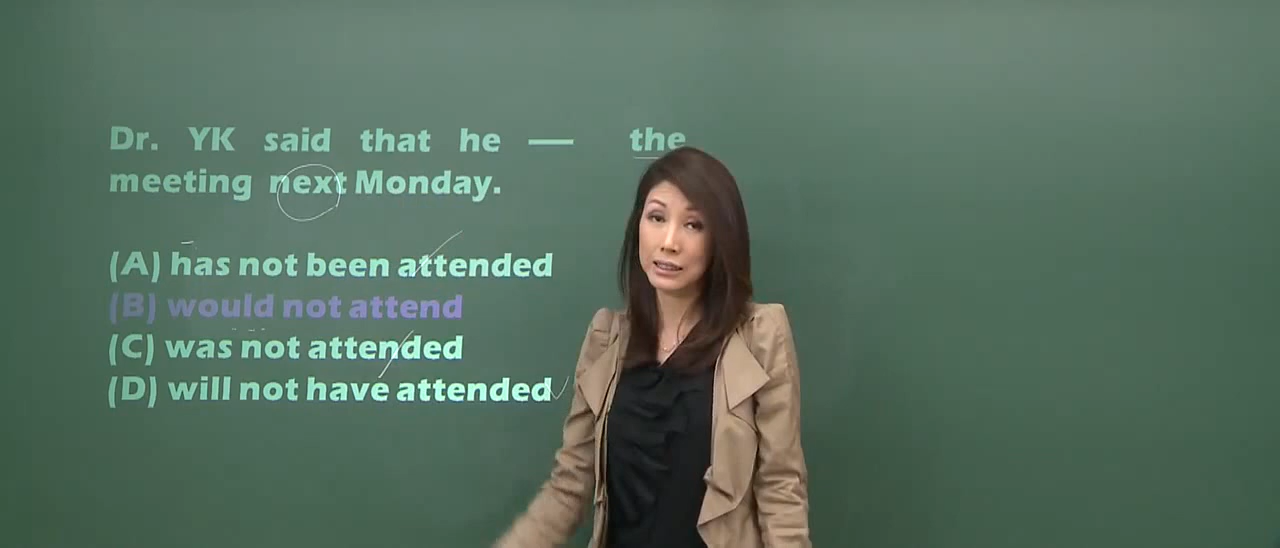 Dr. YK said that he — the
meeting next Monday.
(A) has not been attended
(B) would not attend
(C) was not attended
(D) will not have attended